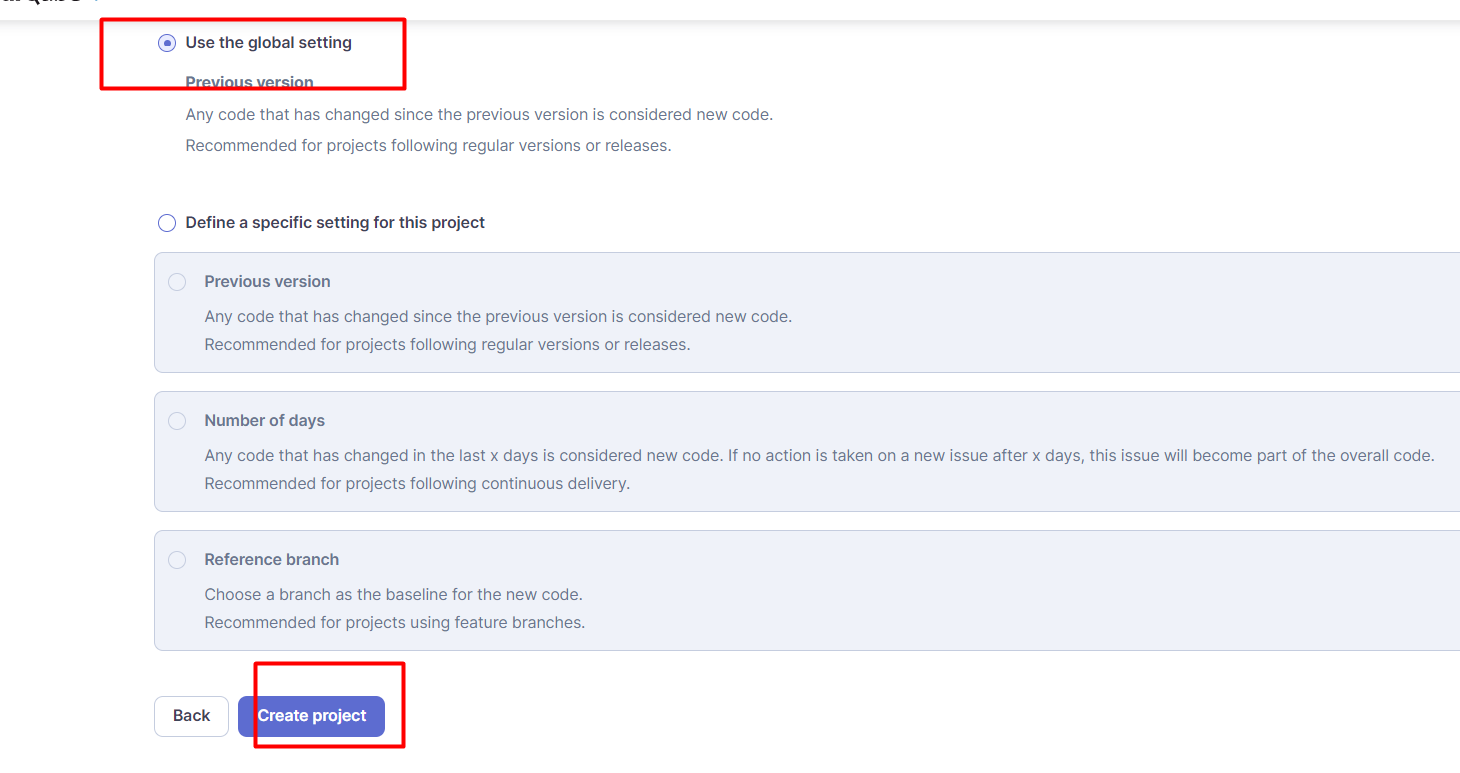 Use the global setting
Previous version
Any code that has changed since the previous version is considered new code.
Recommended for projects following regular versions or releases.
Define a specific setting for this project
Previous version
Any code that has changed since the previous version is considered new code.
Recommended for projects following regular versions or releases.
Number of days
Any code that has changed in the last x days is considered new code. If no action is taken on a new issue after x days, this issue will become part of the overall code.
Recommended for projects following continuous delivery.
Reference branch
Choose a branch as the baseline for the new code.
Recommended for projects using feature branches.
Back Create project